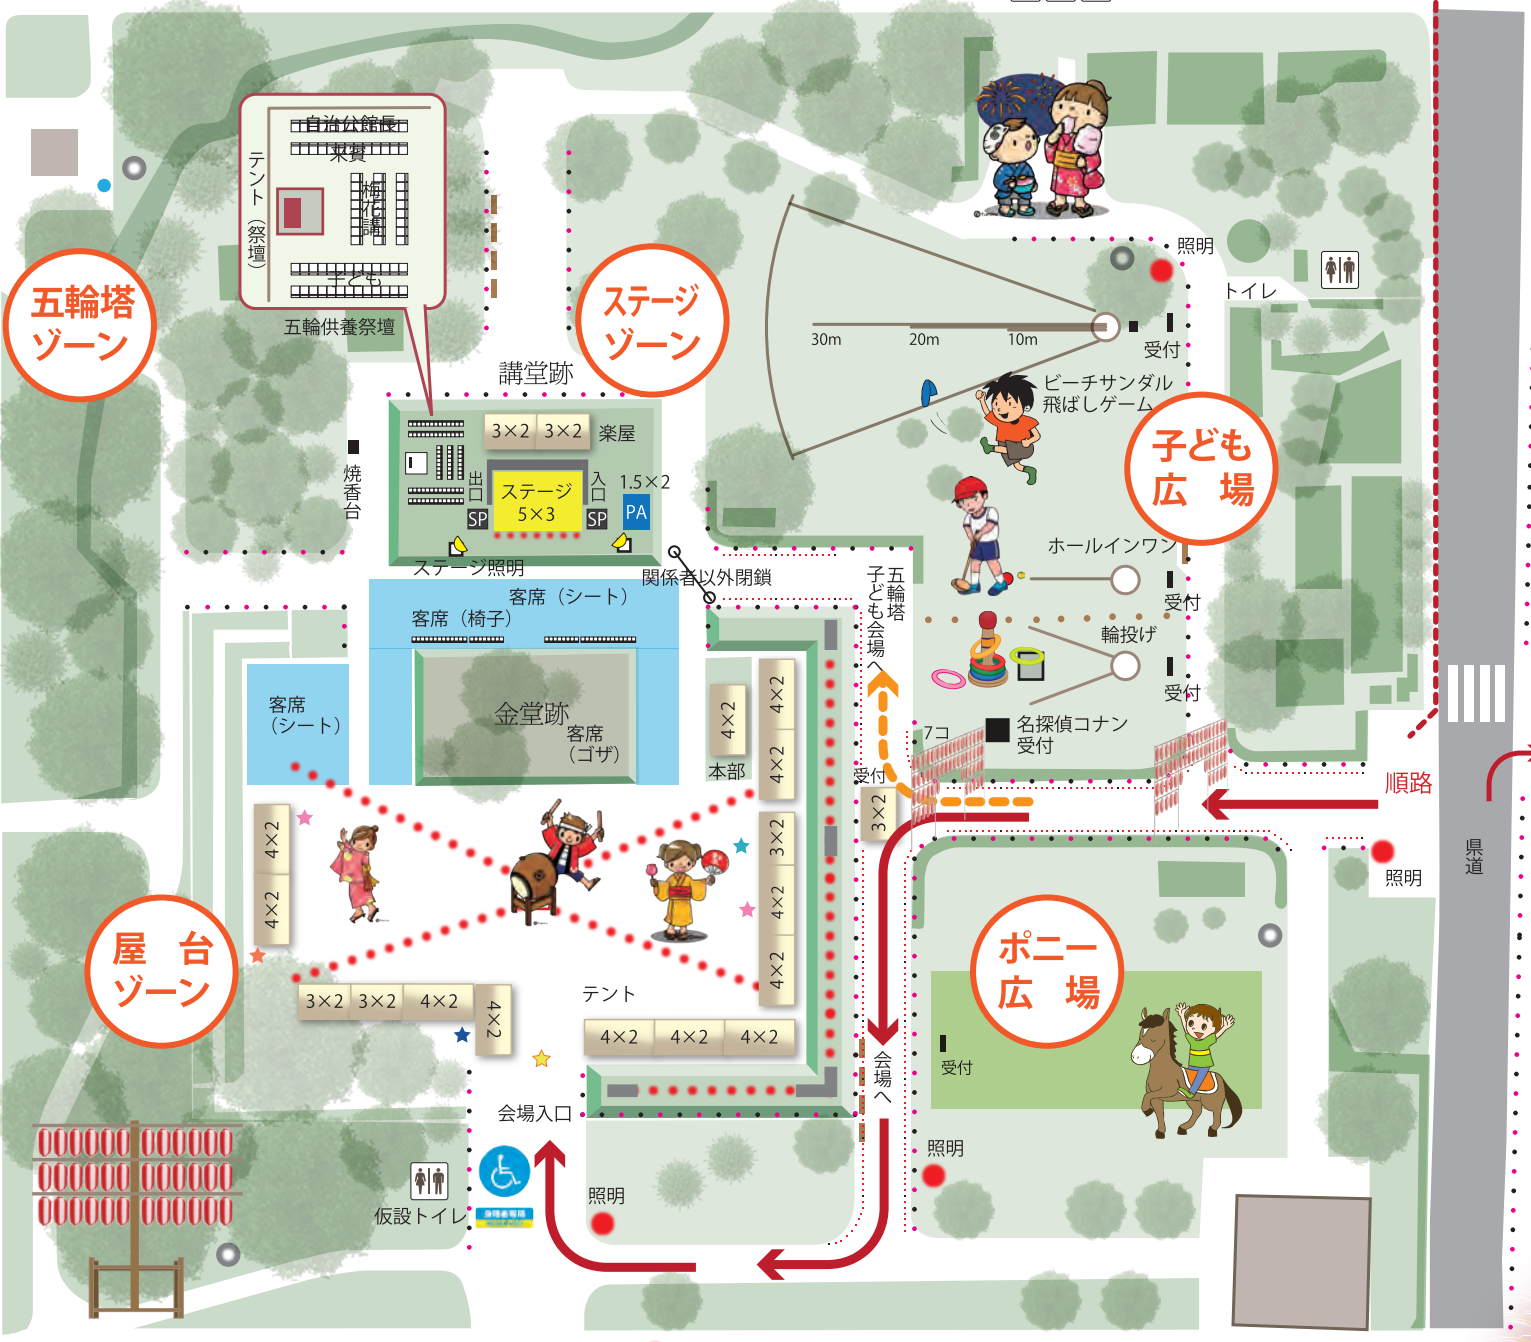 自治公館長
来賓
テント（祭壇）
梅花講
子ども
五輪供養祭壇
五輪塔
ゾーン
ステージ
ゾーン
照明
トイレ
30m
20m
10m
受付
講堂跡
ビーチサンダル
飛ばしゲーム
子ども
広　場
3×2
3×2
楽屋
焼香台
出口
ステージ
5×3
入口
1.5×2
SP
SP
PA
ステージ照明
関係者以外閉鎖
ホールインワン
受付
五輪塔
子ども会場へ
客席（シート）
客席（椅子）
輪投げ
受付
客席
（シート）
金堂跡
客席
（ゴザ）
4×2
本部
4×2
4×2
7コ
名探偵コナン
受付
受付
3×2
順路
県道
照明
4×2
4×2
3×2
4×2
4×2
屋　台
ゾーン
ポニー
広　場
3×2
3×2
4×2
4×2
テント
4×2
4×2
4×2
会場へ
受付
会場入口
照明
照明
仮設トイレ
身障者専用